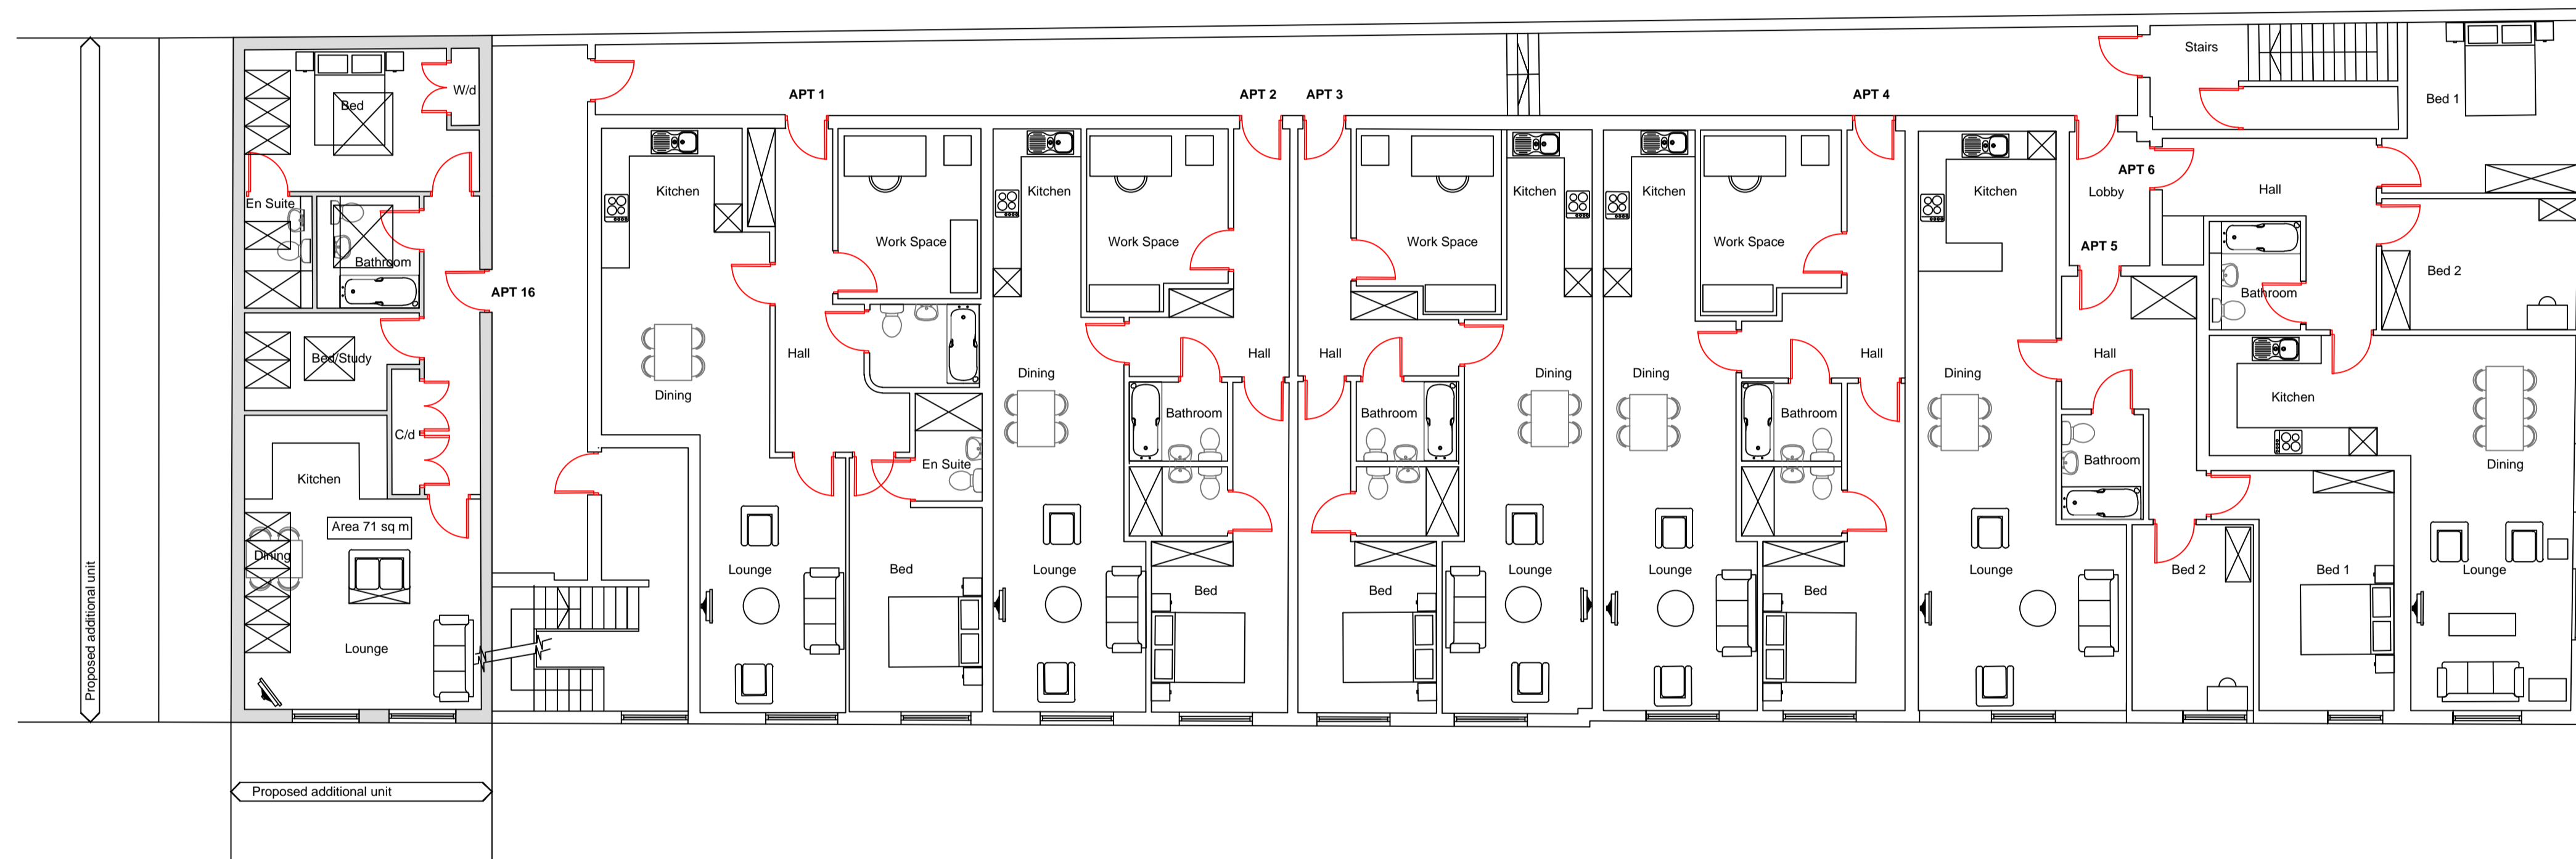 Proposed additional unit
Bed
W/d
En Suite
Bathroom
APT 16
Bed/Study
C/d
Kitchen
Area 71 sq m
Dining
Lounge
Proposed additional unit
APT 1
Kitchen
Work Space
Hall
Dining
En Suite
Lounge
Bed
APT 2
Kitchen
Work Space
Hall
Dining
Bathroom
Lounge
Bed
APT 3
Work Space
Kitchen
Hall
Dining
Bathroom
Bed
Lounge
APT 4
Kitchen
Work Space
Hall
Dining
Bathroom
Lounge
Bed
Kitchen
Lobby
APT 5
Dining
Hall
Bathroom
Lounge
Bed 2
Bed 1
Stairs
APT 6
Hall
Bed 1
Bed 2
Bathroom
Kitchen
Dining
Lounge